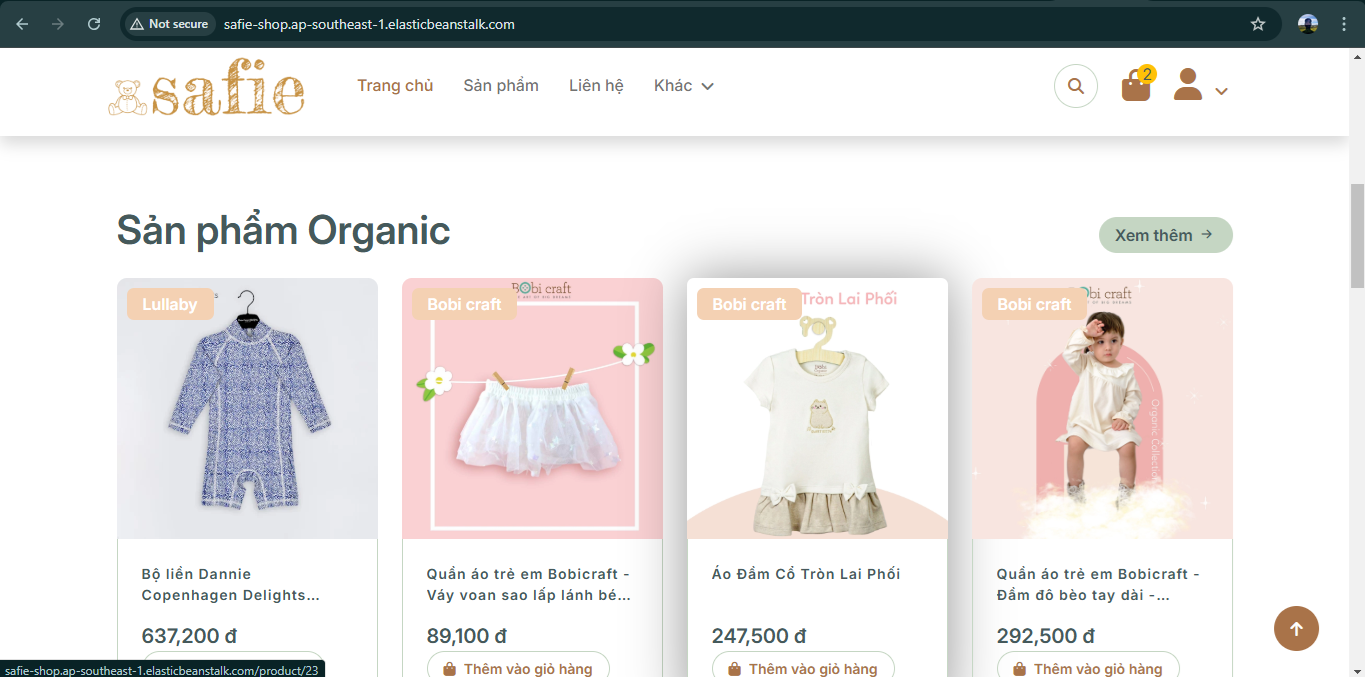 Not secure
safie-shop.ap-southeast-1.elasticbeanstalk.com
safie
Trang chủ
Sản phẩm
Liên hệ
Khác
2
Sản phẩm Organic
Xem thêm
Lullaby
Bobi craft
Bobi craft
Bobi craft
Tròn Lai Phối
Bobi craft
Organic Collection
Bộ liền Dannie
Copenhagen Delights...
637,200 đ
Quần áo trẻ em Bobicraft -
Váy voan sao lấp lánh bé...
89,100 đ
Thêm vào giỏ hàng
Áo Đầm Cổ Tròn Lai Phối
247,500 đ
Thêm vào giỏ hàng
Quần áo trẻ em Bobicraft -
Đầm đô bèo tay dài -...
292,500 đ
Thêm vào giỏ hàng
safie-shop.ap-southeast-1.elasticbeanstalk.com/product/23